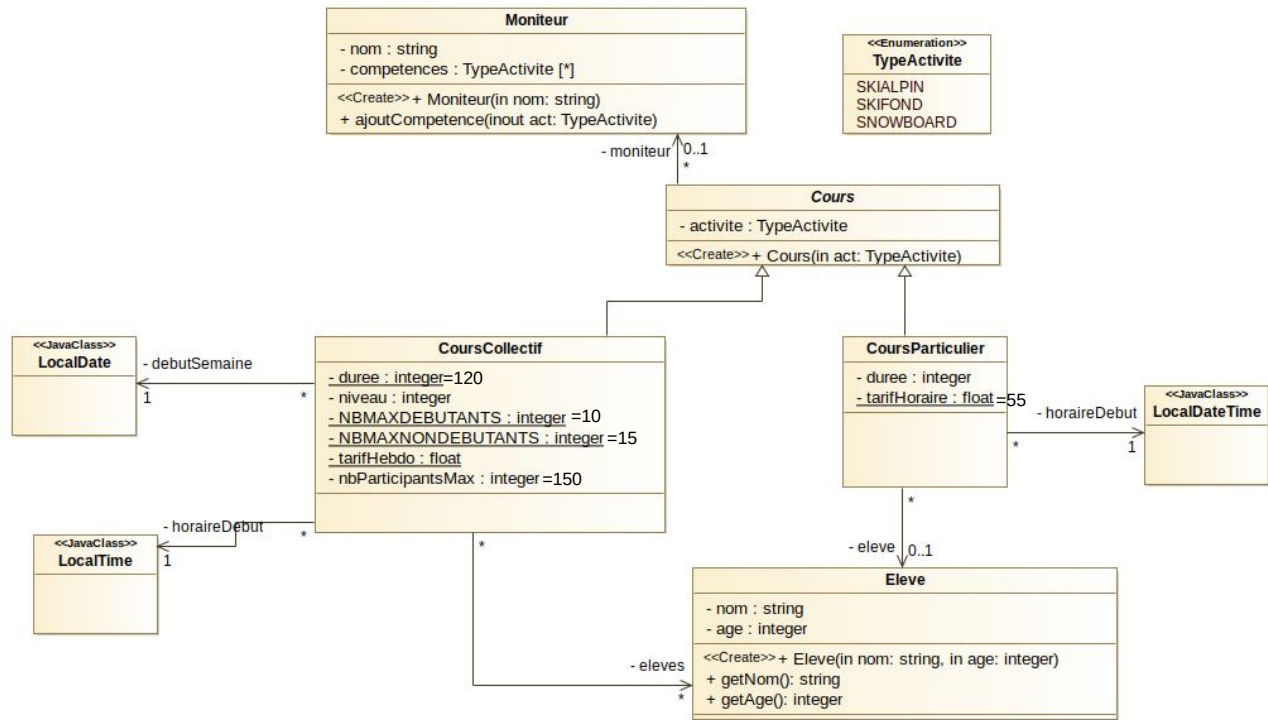 Moniteur
- nom : string
- competences : TypeActivite [*]
<<Create>> + Moniteur(in nom: string)
+ ajoutCompetence(inout act: TypeActivite)
<<Enumeration>>
TypeActivite
SKIALPIN
SKIFOND
SNOWBOARD
- moniteur
0..1
*
Cours
- activite : TypeActivite
<<Create>> + Cours(in act: TypeActivite)
<<JavaClass>>
LocalDate
- debutSemaine
1
*
CoursCollectif
- duree : integer=120
- niveau : integer
- NBMAXDEBUTANTS : integer =10
- NBMAXNONDEBUTANTS : integer =15
- tarifHebdo : float
- nbParticipantsMax : integer =150
CoursParticulier
- duree : integer
- tarifHoraire : float=55
- horaireDebut
*
1
<<JavaClass>>
LocalDateTime
- horaireDebut
*
1
<<JavaClass>>
LocalTime
*
- eleves
*
*
- eleve
0..1
Eleve
- nom : string
- age : integer
<<Create>> + Eleve(in nom: string, in age: integer)
+ getNom(): string
+ getAge(): integer